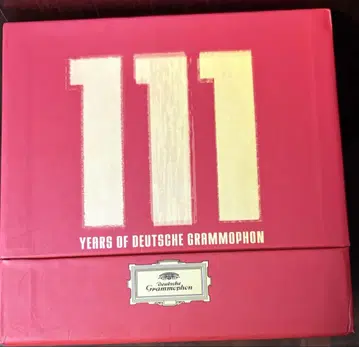 111
YEARS OF DEUTSCHE GRAMMOPHON
Deutsche
Grammophon